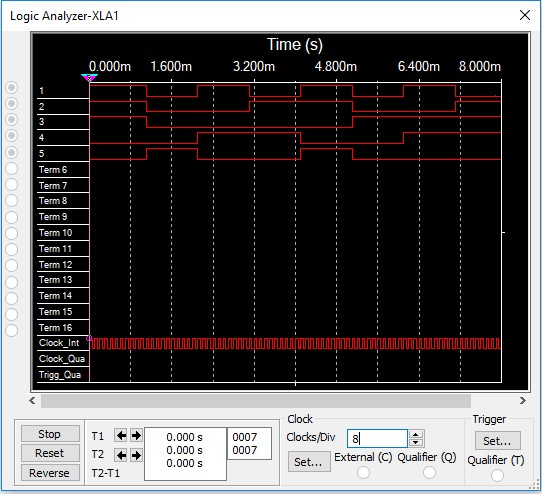 Logic Analyzer-XLA1
Time (s)
0.000m 1.600m 3.200m 4.800m 6.400m 8.000m
1
2
3
4
5
Term 6
Term 7
Term 8
Term 9
Term 10
Term 11
Term 12
Term 13
Term 14
Term 15
Term 16
Clock_Int
Clock_Qua
Trigg_Qua
Stop
Reset
Reverse
T1 0.000 s 0007
T2 0.000 s 0007
T2-T1 0.000 s
Clock
Clocks/Div 8
Set... External (C) Qualifier (Q)
Trigger
Set...
Qualifier (T)